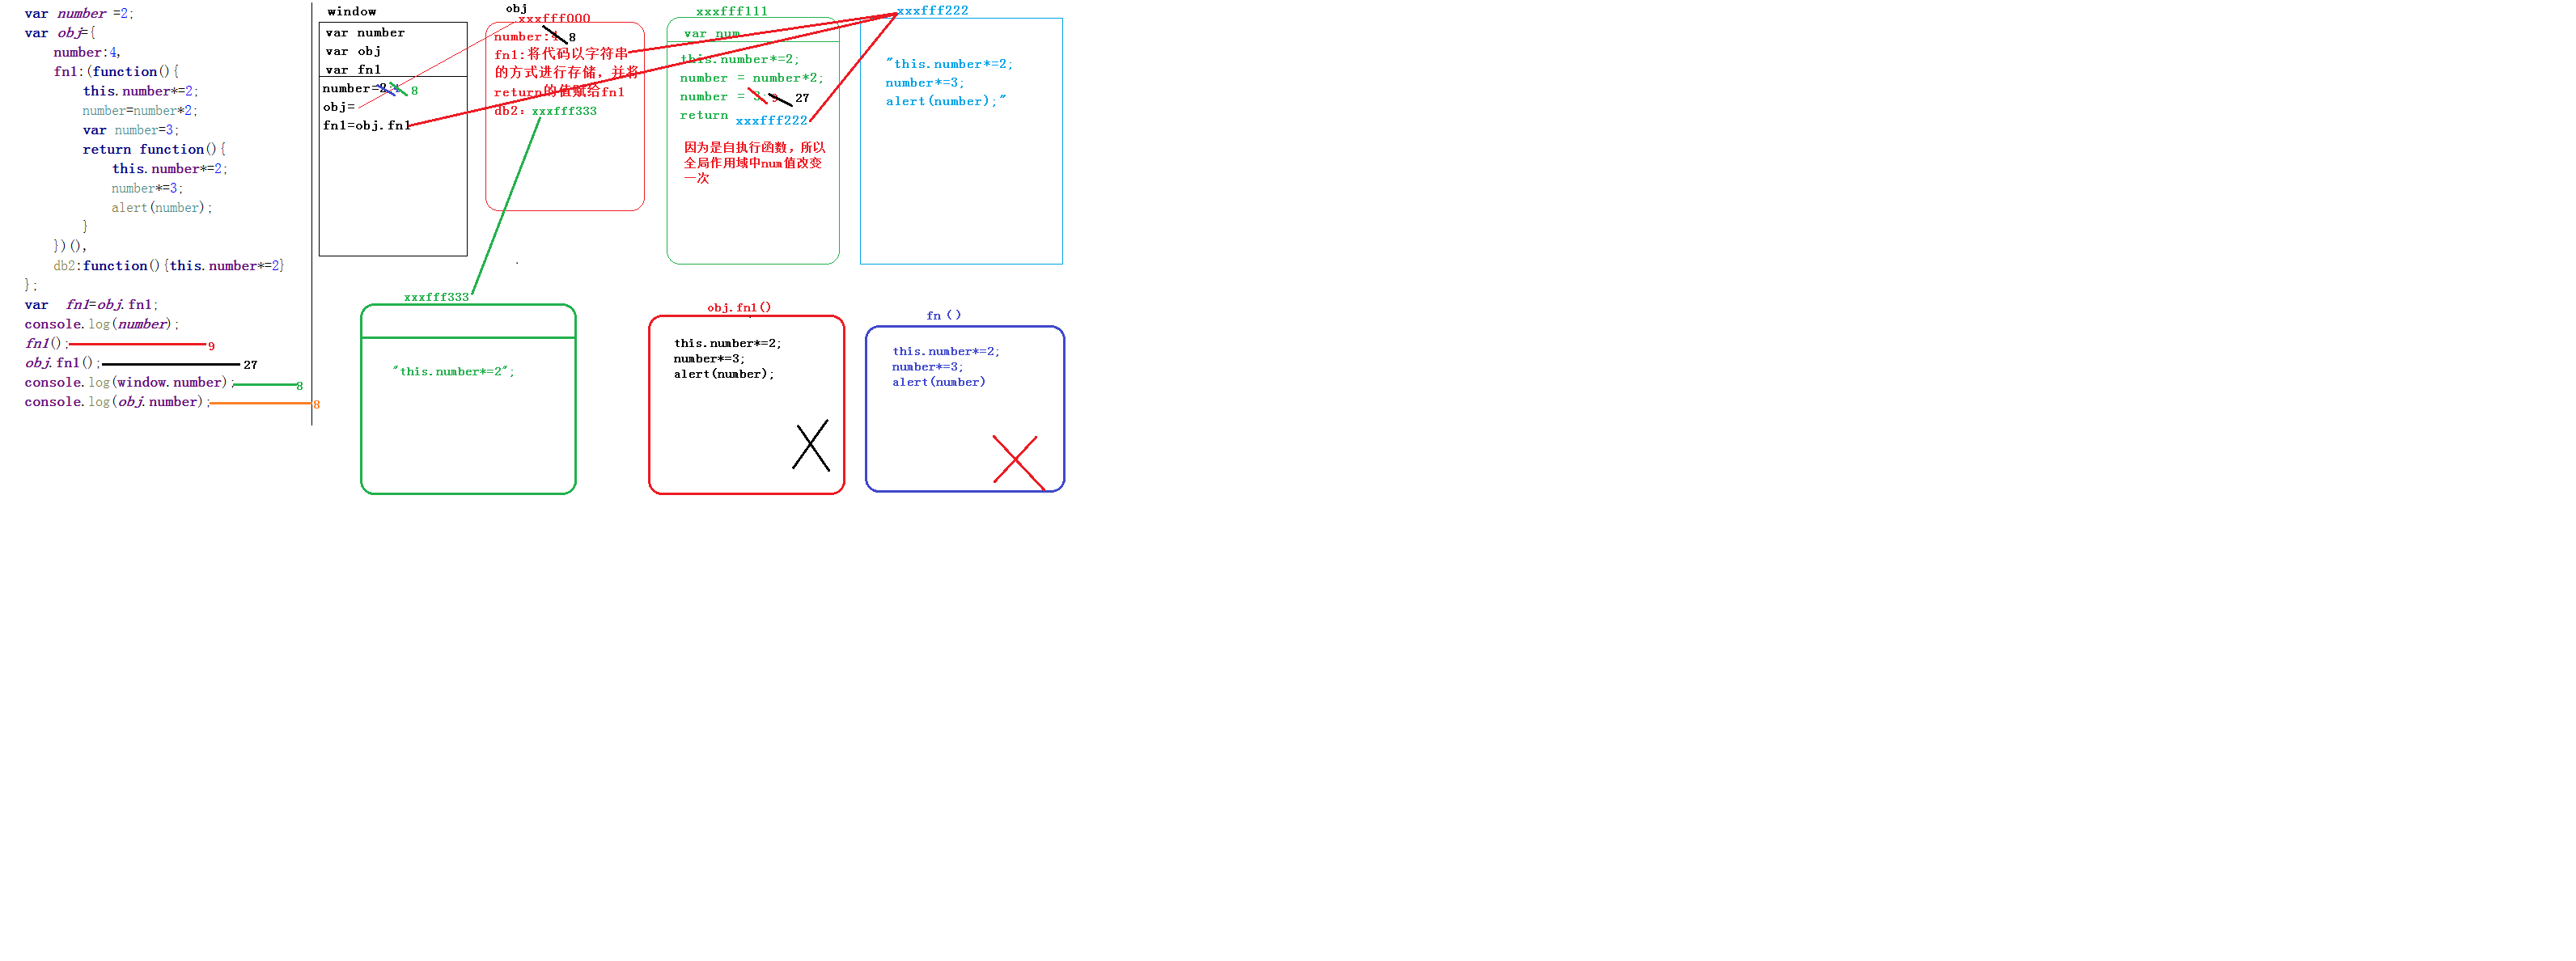 var number =2;
var obj={
number:4,
fn1:(function(){
this.number*=2;
number=number*2;
var number=3;
return function(){
this.number*=2;
number*=3;
alert(number);
}
})(),
db2:function(){this.number*=2}
};
var fn1=obj.fn1;
console.log(number);
fn1(); 9
obj.fn1(); 27
console.log(window.number); 8
console.log(obj.number); 8
window
var number
var obj
var fn1
number=2 4 8
obj=
fn1=obj.fn1
obj
xxxfff000
number:4 8
fn1:将代码以字符串
的方式进行存储，并将
return的值赋给fn1
db2：xxxfff333
xxxfff111
var num
this.number*=2;
number = number*2;
number = 3; 9 27
return xxxfff222
因为是自执行函数，所以
全局作用域中num值改变
一次
xxxfff222
"this.number*=2;
number*=3;
alert(number);"
xxxfff333
"this.number*=2";
obj.fn1()
this.number*=2;
number*=3;
alert(number);
fn（）
this.number*=2;
number*=3;
alert(number)